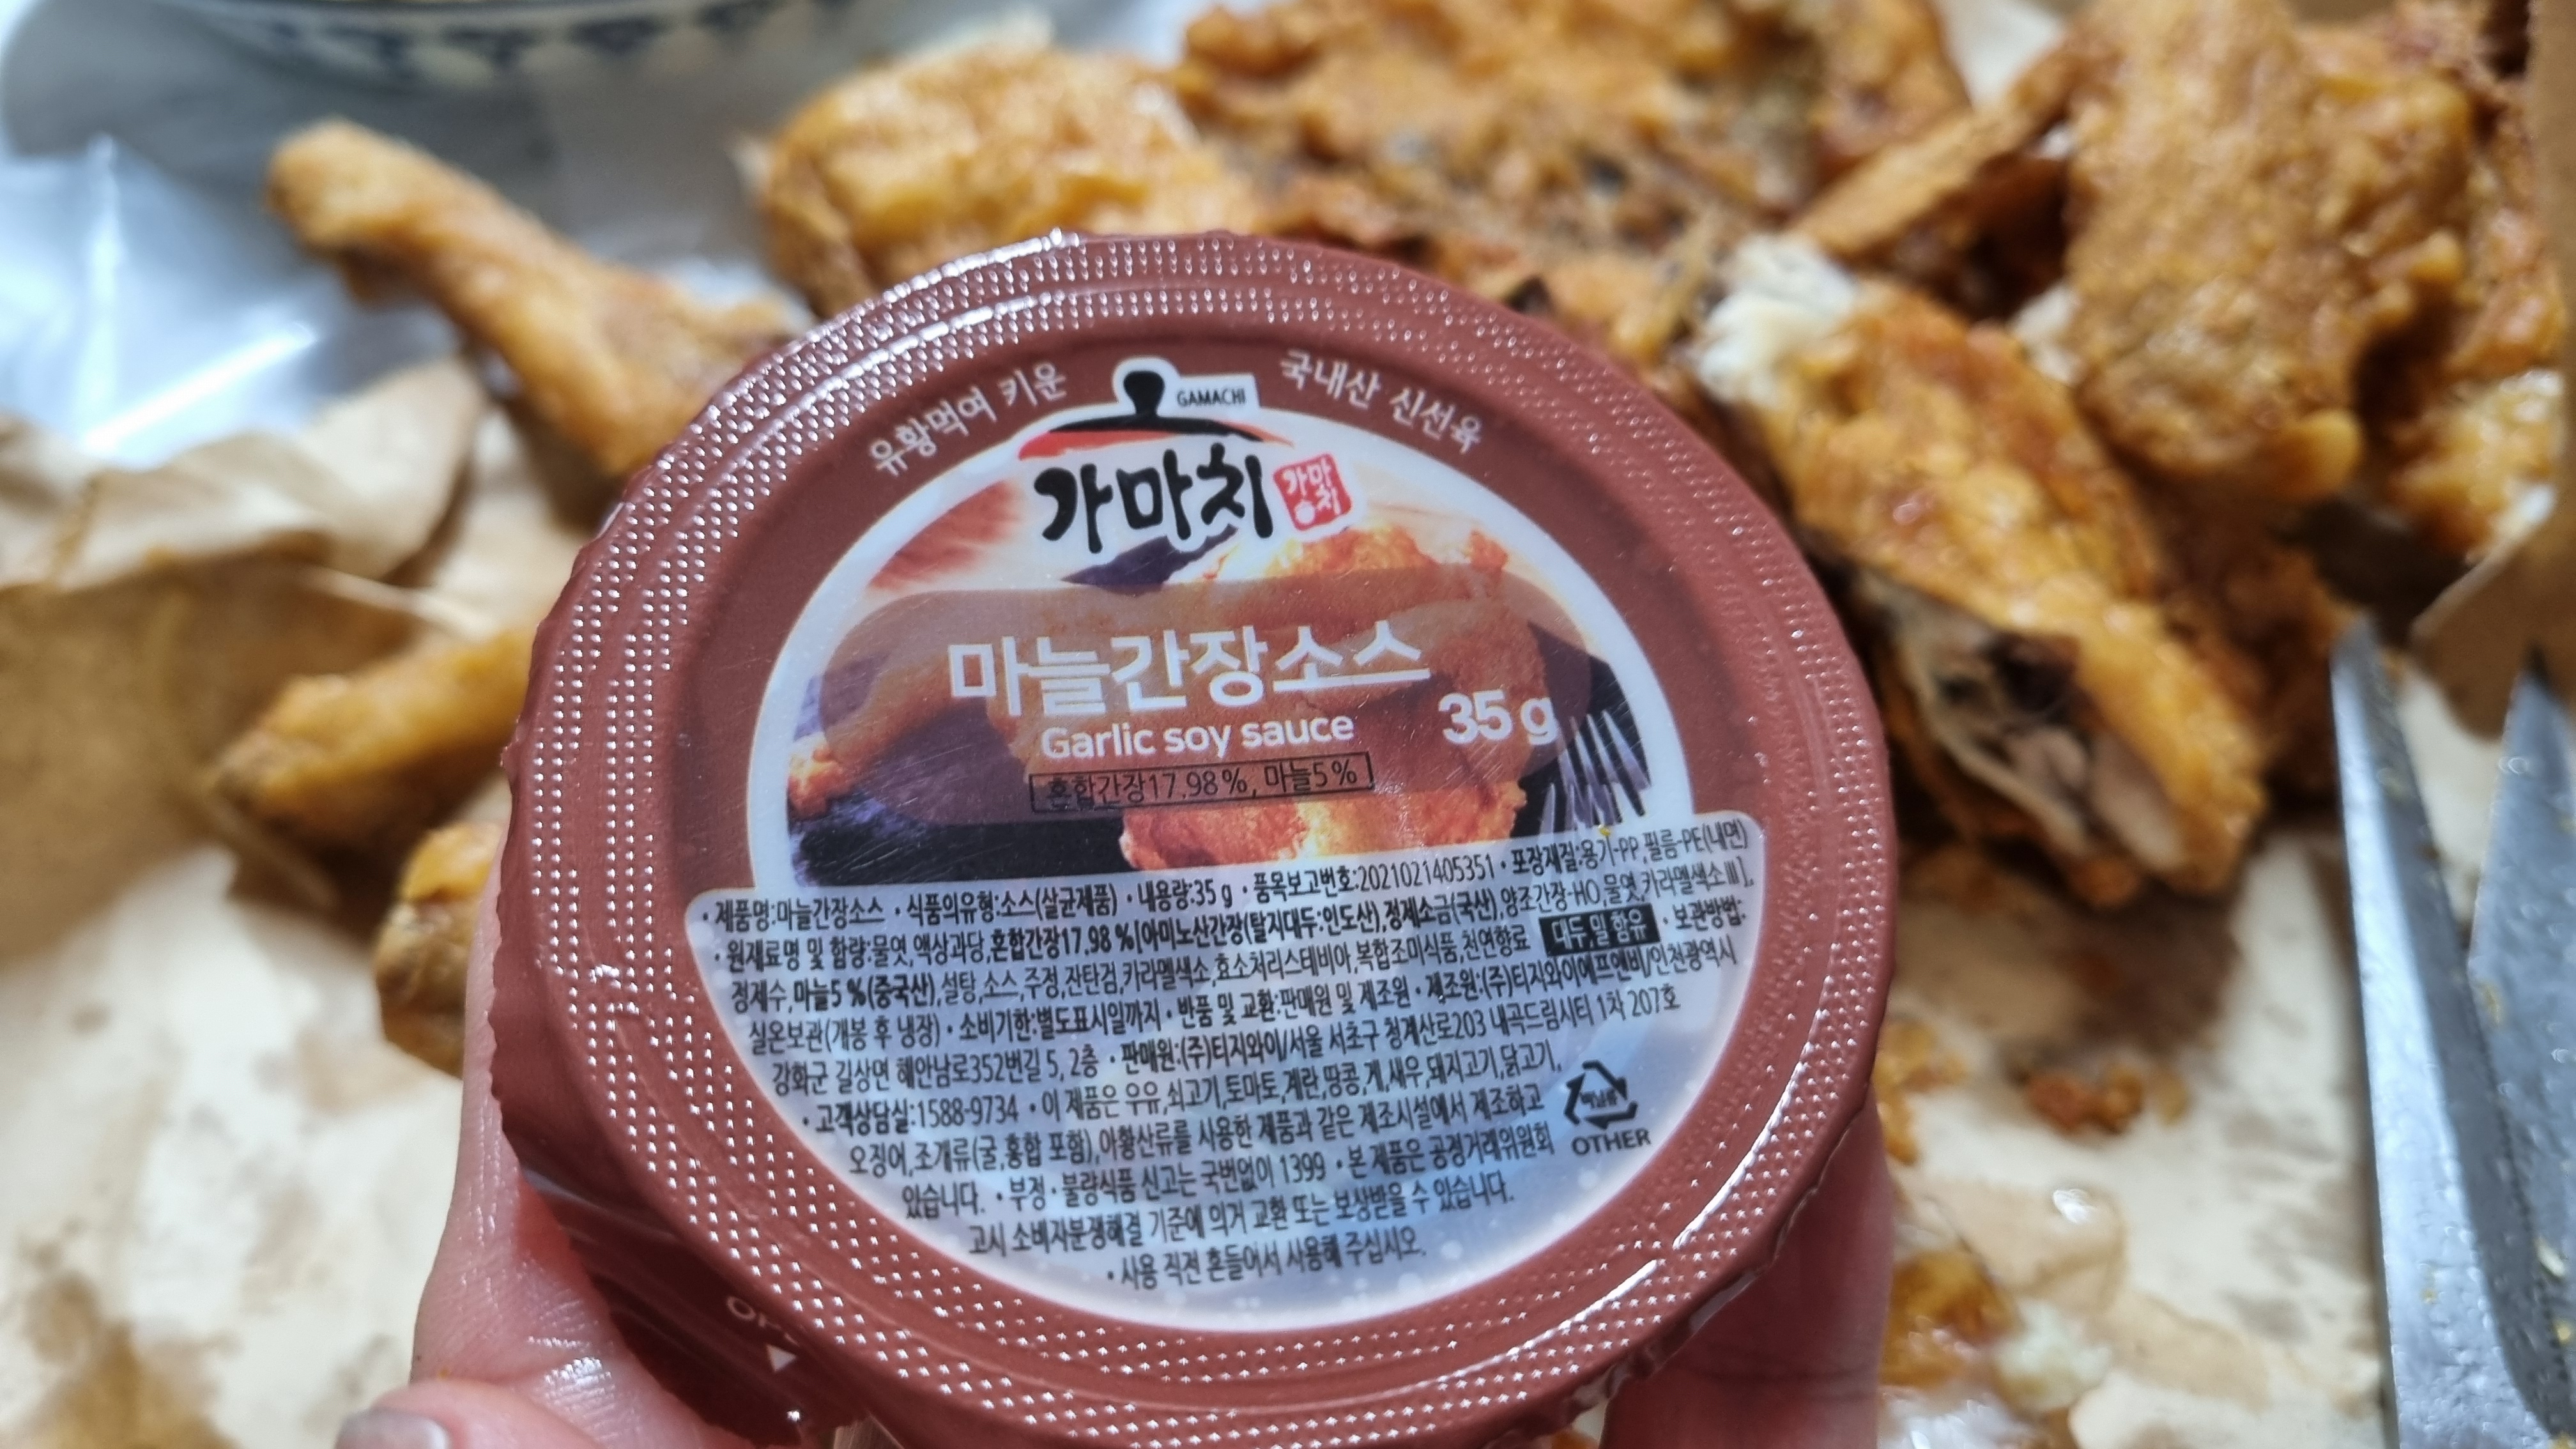 유황먹여 키운
GAMACHI
국내산 신선육
가마치
가마치
마늘간장소스
Garlic soy sauce
35 g
혼합간장17.98%, 마늘5%
・제품명:마늘간장소스 ・식품의유형:소스(살균제품) ・내용량:35 g ・품목보고번호:2021021405351 ・포장재질:용기-PP,필름-PE(내면)
・원재료명 및 함량:물엿,액상과당,혼합간장17.98 %[아미노산간장(탈지대두:인도산),정제소금(국산),양조간장-HO,물엿,카라멜색소Ⅲ],
정제수,마늘5 %(중국산),설탕,소스,주정,잔탄검,카라멜색소,효소처리스테비아,복합조미식품,천연향료 대두,밀 함유 ・보관방법:
실온보관(개봉 후 냉장) ・소비기한:별도표시일까지 ・반품 및 교환:판매원 및 제조원 ・제조원:(주)티지와이에프앤비/인천광역시
강화군 길상면 해안남로352번길 5, 2층 ・판매원:(주)티지와이/서울 서초구 청계산로203 내곡드림시티 1차 207호
・고객상담실:1588-9734 ・이 제품은 우유,쇠고기,토마토,계란,땅콩,게,새우,돼지고기,닭고기,
오징어,조개류(굴,홍합 포함),아황산류를 사용한 제품과 같은 제조시설에서 제조하고
있습니다. ・부정・불량식품 신고는 국번없이 1399 ・본 제품은 공정거래위원회
고시 소비자분쟁해결 기준에 의거 교환 또는 보상받을 수 있습니다.
・사용 직전 흔들어서 사용해 주십시오.
비닐류
OTHER